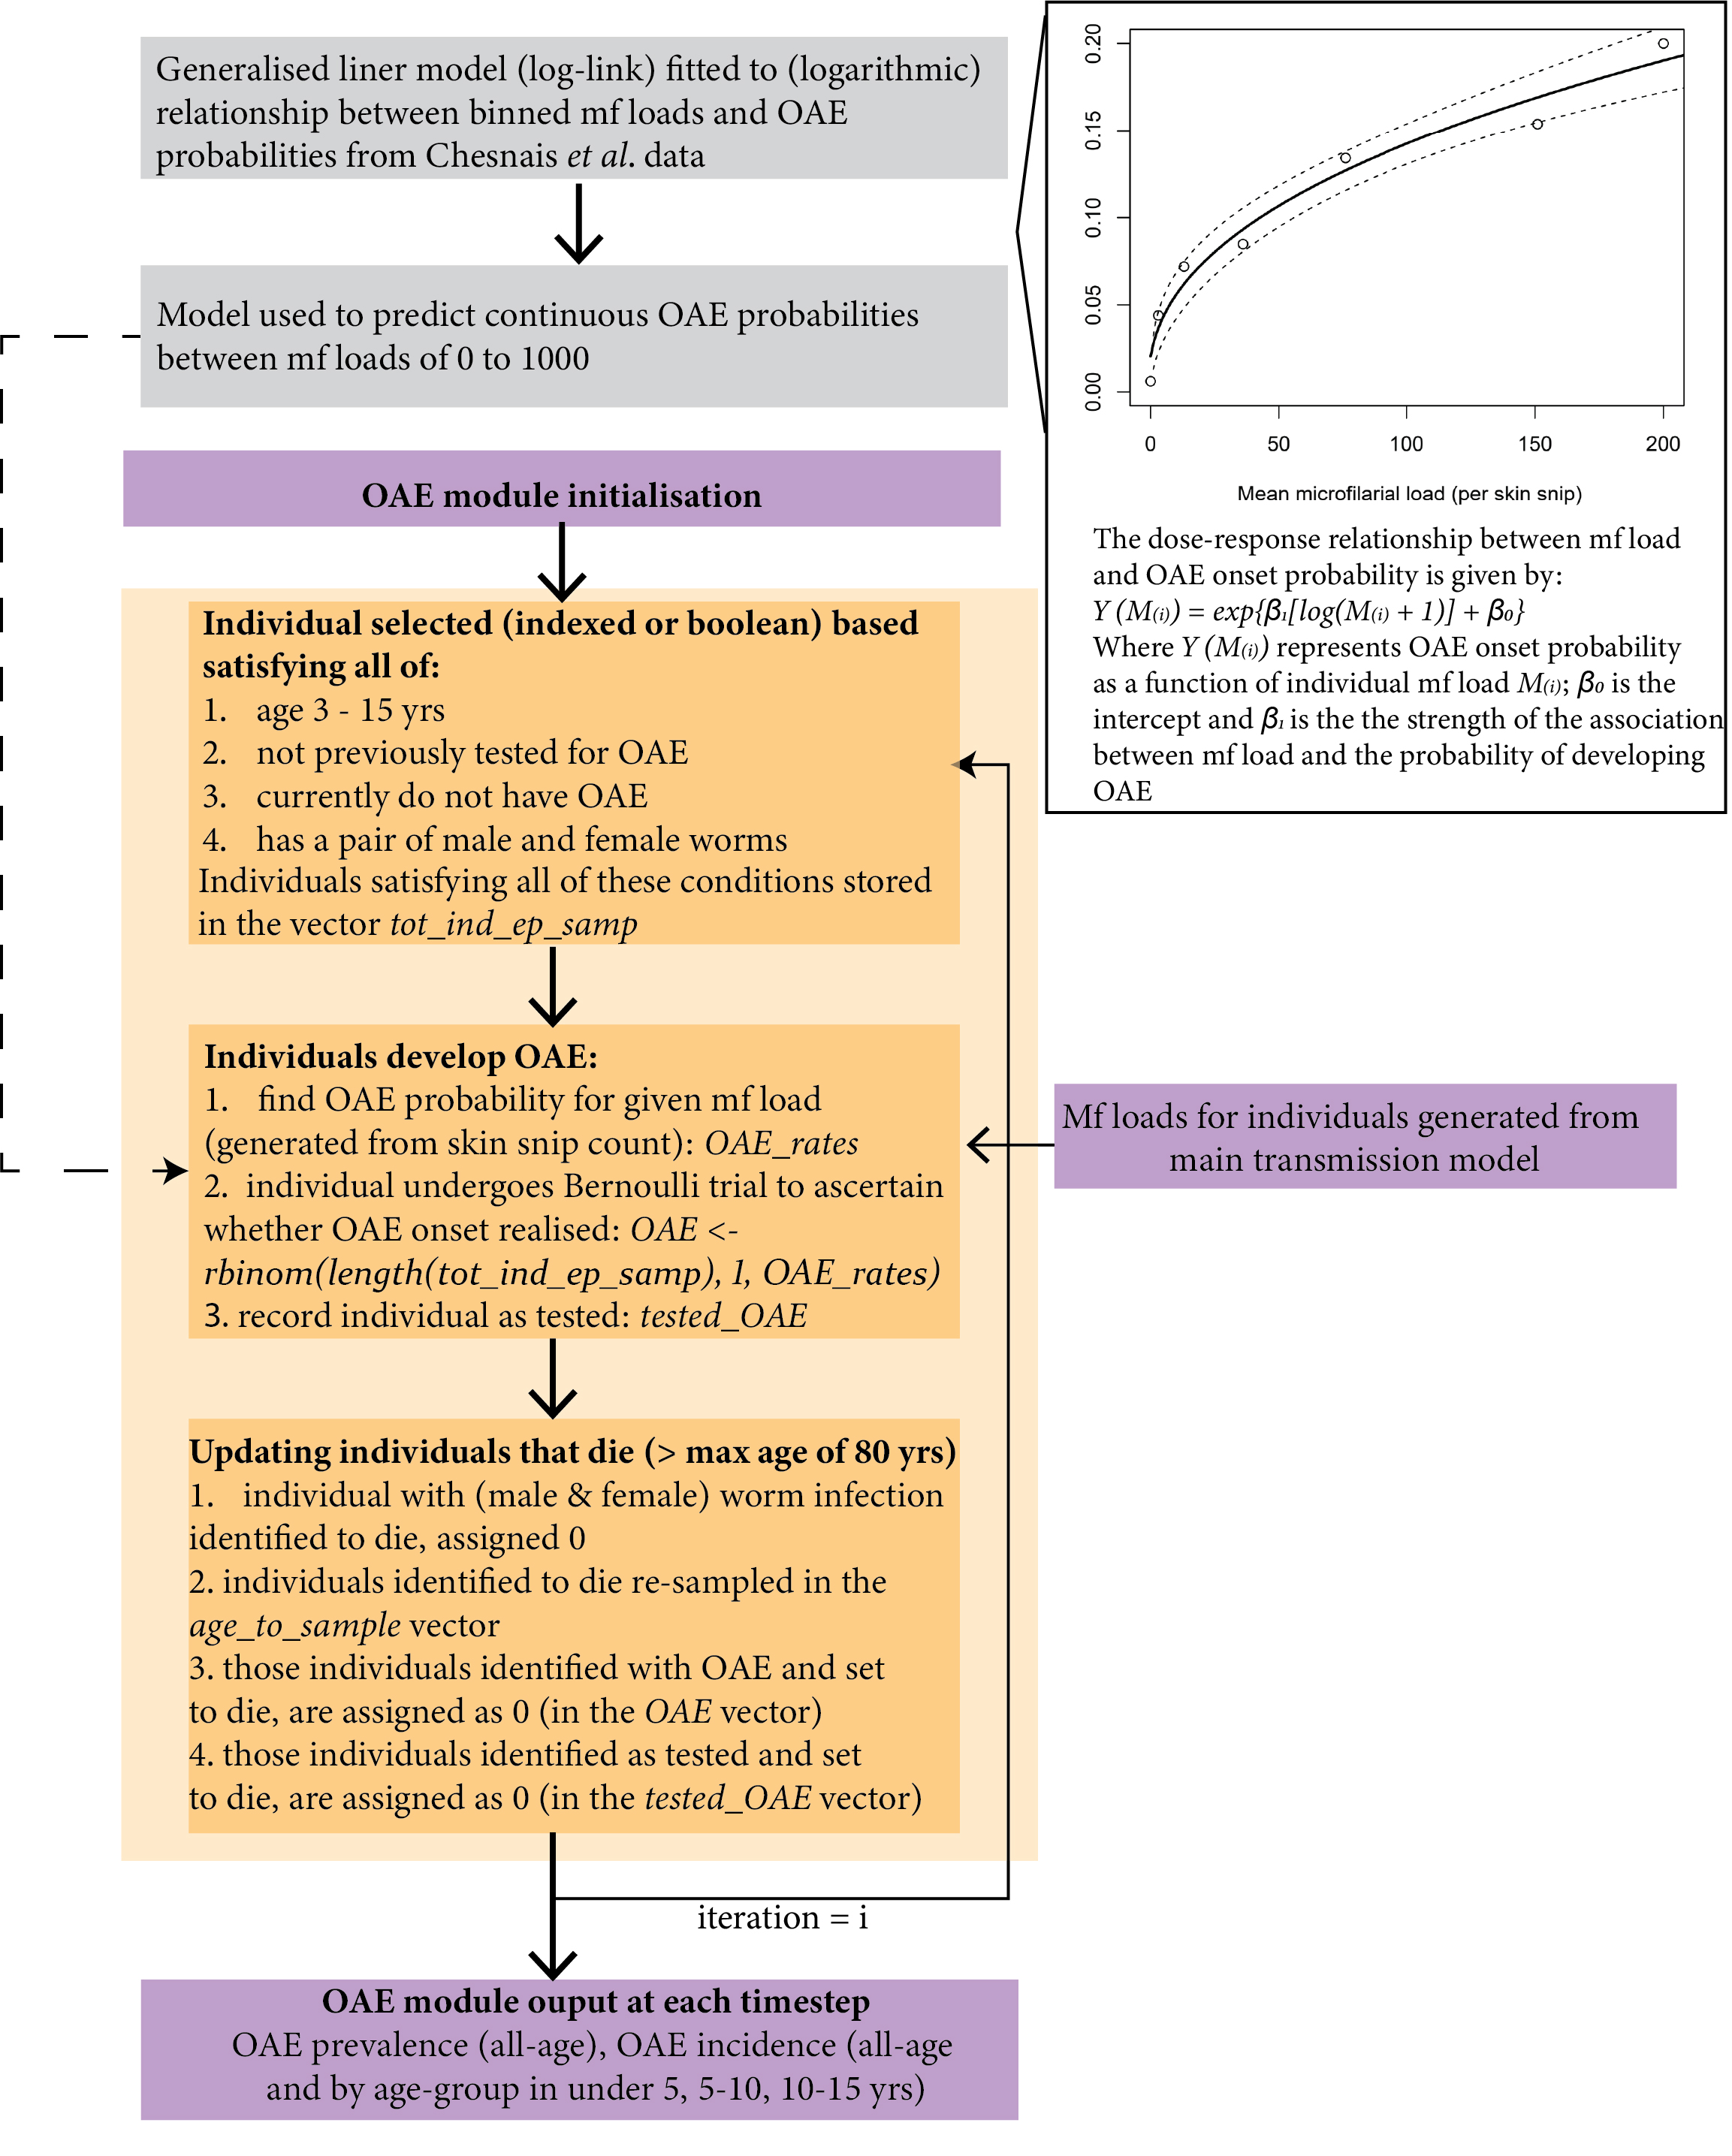 Generalised liner model (log-link) fitted to (logarithmic)
relationship between binned mf loads and OAE
probabilities from Chesnais et al. data
Model used to predict continuous OAE probabilities
between mf loads of 0 to 1000
0.20
0.15
0.10
0.05
0.00
0 50 100 150 200
Mean microfilarial load (per skin snip)
The dose-response relationship between mf load
and OAE onset probability is given by:
Y (M(i)) = exp{β1[log(M(i) + 1)] + β0}
Where Y (M(i)) represents OAE onset probability
as a function of individual mf load M(i); β0 is the
intercept and β1 is the the strength of the association
between mf load and the probability of developing
OAE
OAE module initialisation
Individual selected (indexed or boolean) based
satisfying all of:
1. age 3 - 15 yrs
2. not previously tested for OAE
3. currently do not have OAE
4. has a pair of male and female worms
Individuals satisfying all of these conditions stored
in the vector tot_ind_ep_samp
Individuals develop OAE:
1. find OAE probability for given mf load
(generated from skin snip count): OAE_rates
2. individual undergoes Bernoulli trial to ascertain
whether OAE onset realised: OAE <-
rbinom(length(tot_ind_ep_samp), 1, OAE_rates)
3. record individual as tested: tested_OAE
Mf loads for individuals generated from
main transmission model
Updating individuals that die (> max age of 80 yrs)
1. individual with (male & female) worm infection
identified to die, assigned 0
2. individuals identified to die re-sampled in the
age_to_sample vector
3. those individuals identified with OAE and set
to die, are assigned as 0 (in the OAE vector)
4. those individuals identified as tested and set
to die, are assigned as 0 (in the tested_OAE vector)
iteration = i
OAE module ouput at each timestep
OAE prevalence (all-age), OAE incidence (all-age
and by age-group in under 5, 5-10, 10-15 yrs)